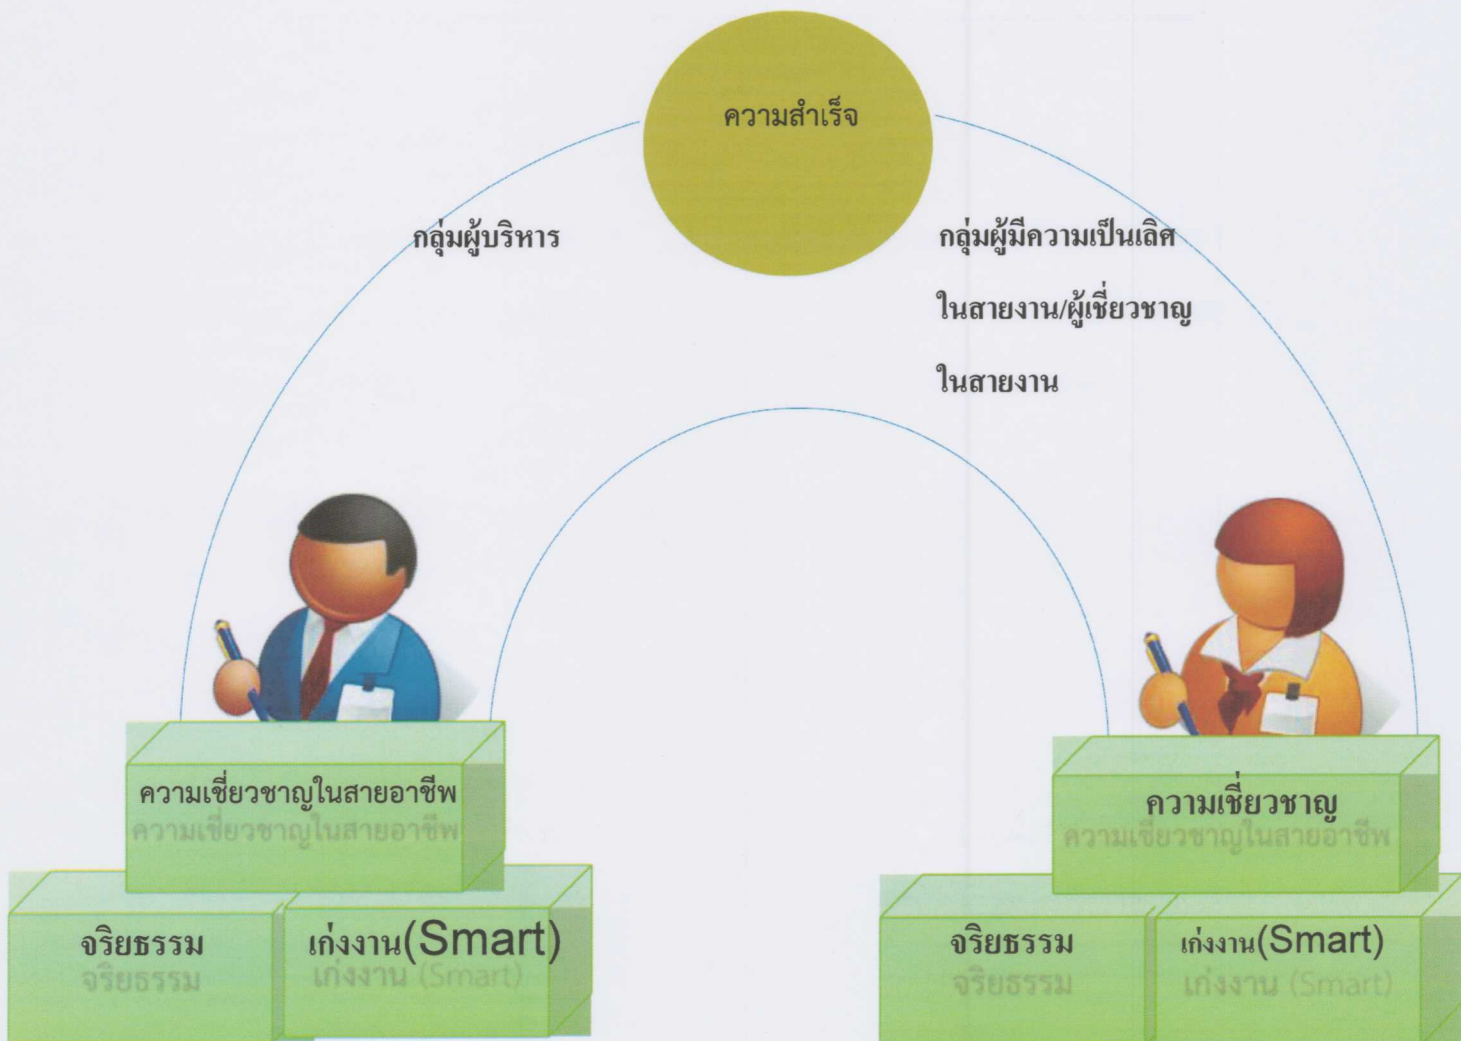 ความสำเร็จ
กลุ่มผู้บริหาร
กลุ่มผู้มีความเป็นเลิศ
ในสายงาน/ผู้เชี่ยวชาญ
ในสายงาน
ความเชี่ยวชาญในสายอาชีพ
ความเชี่ยวชาญในสายอาชีพ
จริยธรรม
จริยธรรม
เก่งงาน(Smart)
เก่งงาน (Smart)
ความเชี่ยวชาญ
ความเชี่ยวชาญในสายอาชีพ
จริยธรรม
จริยธรรม
เก่งงาน(Smart)
เก่งงาน (Smart)